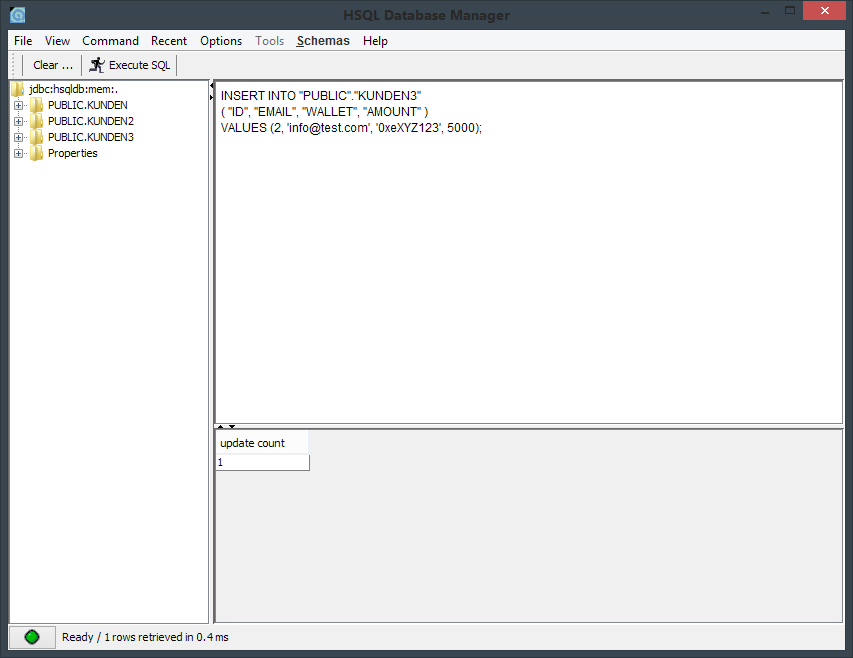 HSQL Database Manager
File View Command Recent Options Tools Schemas Help
Clear ... Execute SQL
jdbc:hsqldb:mem:.
PUBLIC.KUNDEN
PUBLIC.KUNDEN2
PUBLIC.KUNDEN3
Properties
INSERT INTO "PUBLIC"."KUNDEN3"
( "ID", "EMAIL", "WALLET", "AMOUNT" )
VALUES (2, 'info@test.com', '0xeXYZ123', 5000);
update count
1
Ready / 1 rows retrieved in 0.4 ms